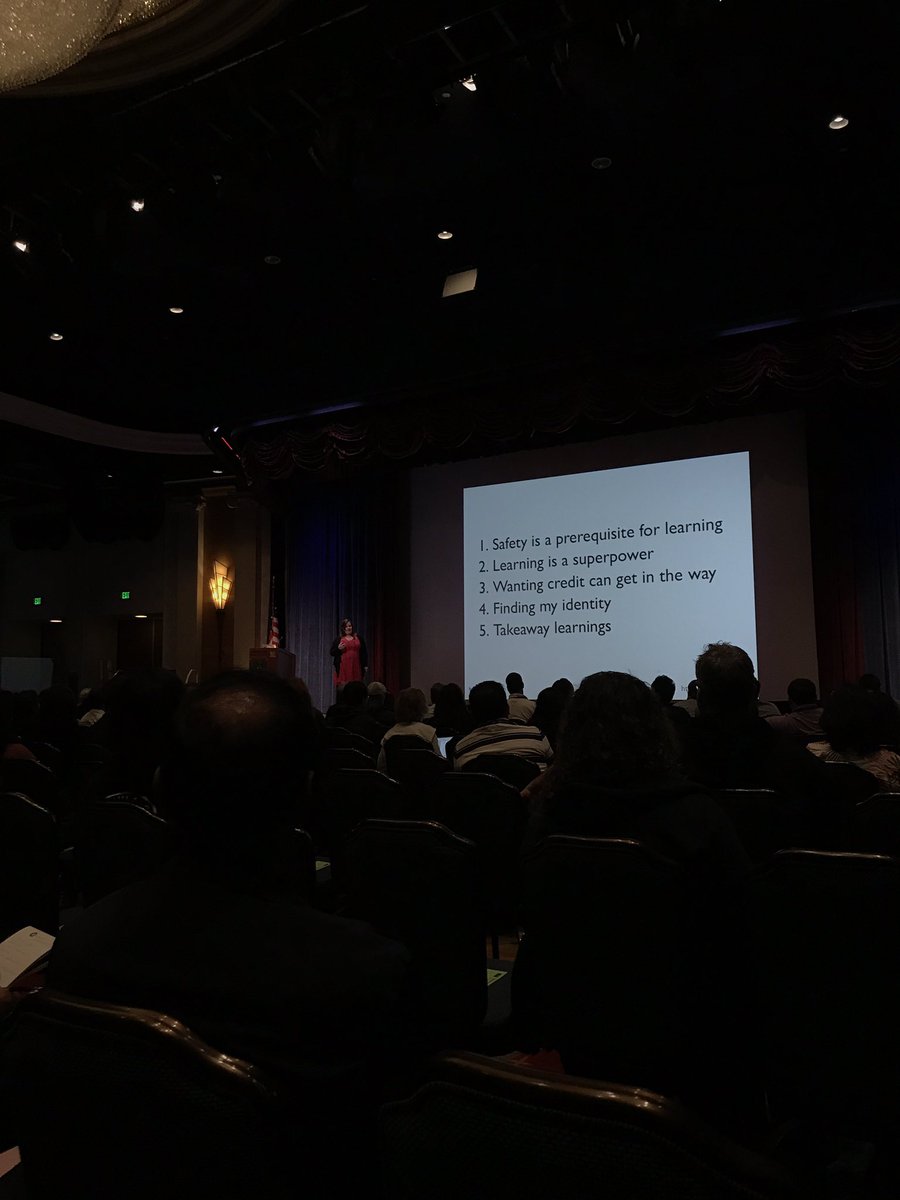 1. Safety is a prerequisite for learning
2. Learning is a superpower
3. Wanting credit can get in the way
4. Finding my identity
5. Takeaway learnings